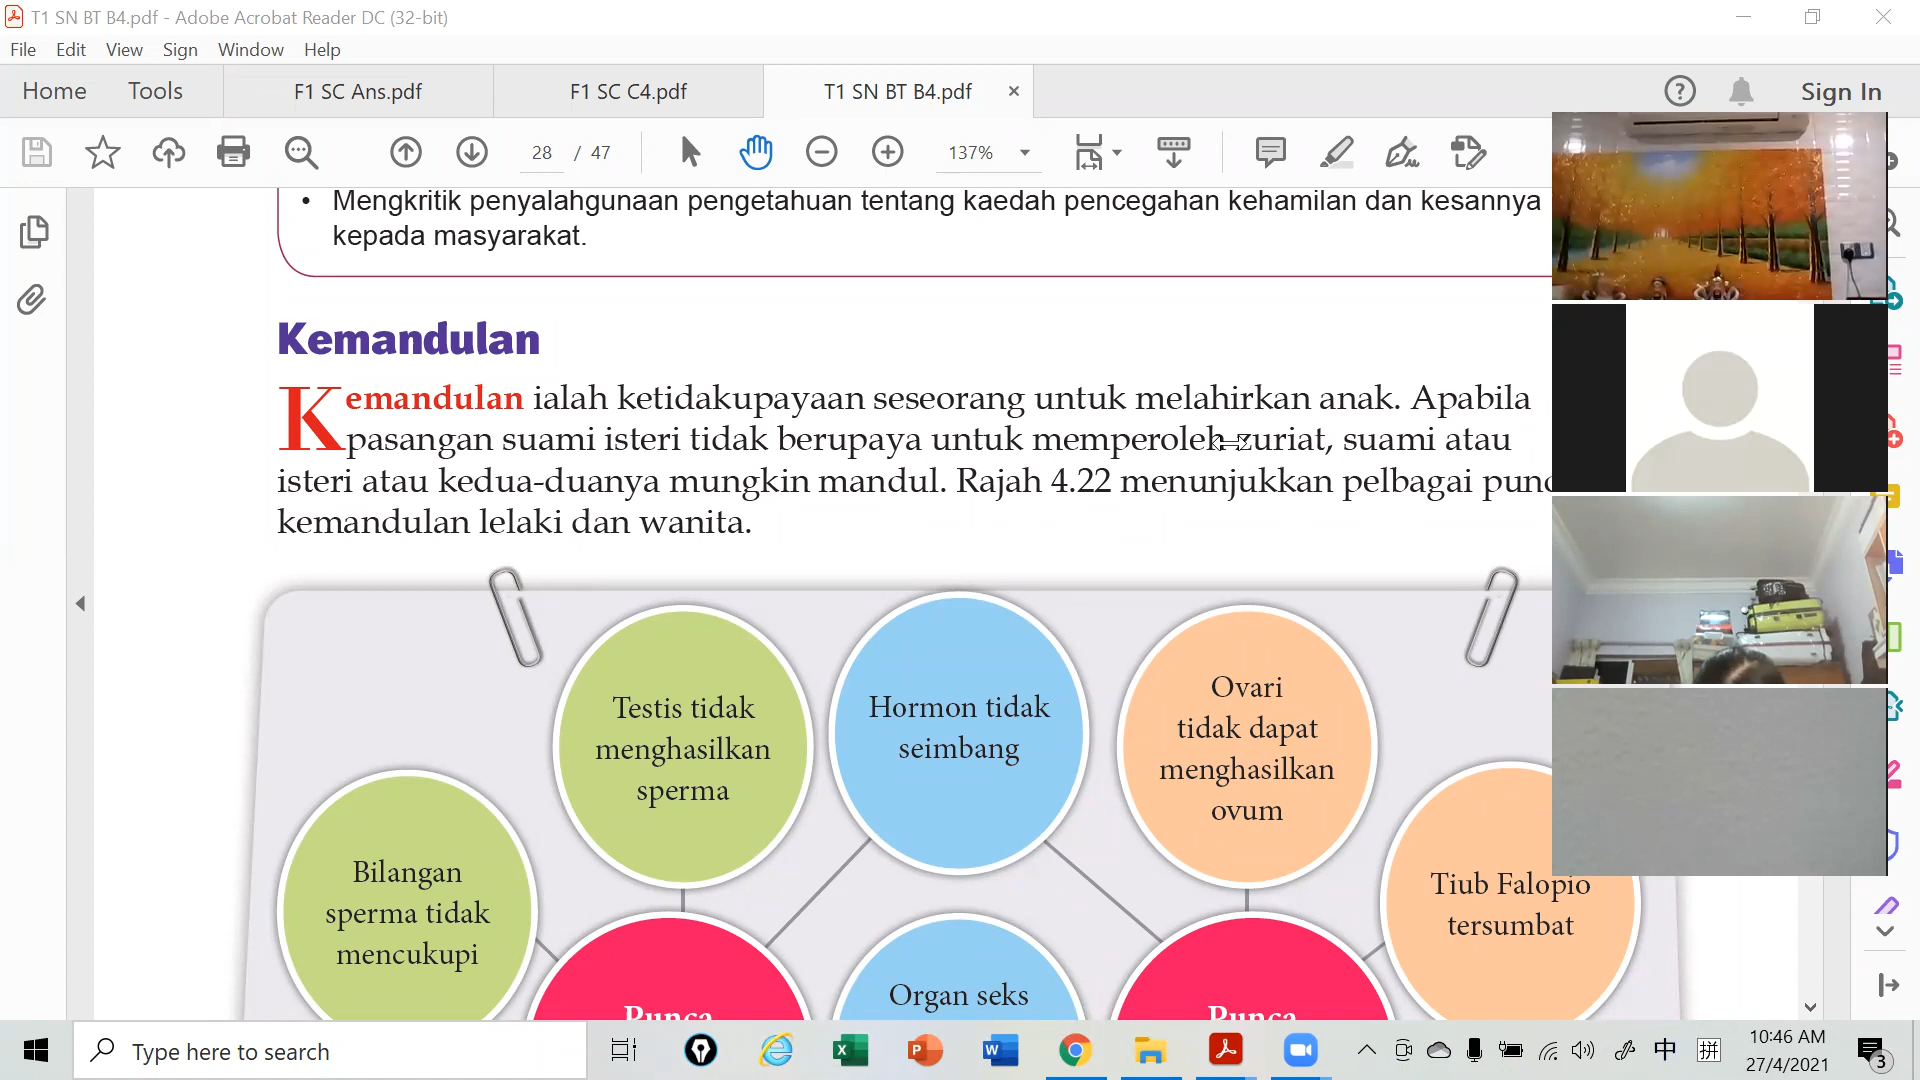 T1 SN BT B4.pdf - Adobe Acrobat Reader DC (32-bit)
File Edit View Sign Window Help
Home Tools F1 SC Ans.pdf F1 SC C4.pdf T1 SN BT B4.pdf × Sign In
28 / 47 137%
• Mengkritik penyalahgunaan pengetahuan tentang kaedah pencegahan kehamilan dan kesannya
kepada masyarakat.
Kemandulan
Kemandulan ialah ketidakupayaan seseorang untuk melahirkan anak. Apabila
pasangan suami isteri tidak berupaya untuk memperoleh zuriat, suami atau
isteri atau kedua-duanya mungkin mandul. Rajah 4.22 menunjukkan pelbagai
kemandulan lelaki dan wanita.
Testis tidak
menghasilkan
sperma
Hormon tidak
seimbang
Ovari
tidak dapat
menghasilkan
ovum
Bilangan
sperma tidak
mencukupi
Tiub Falopio
tersumbat
Punca
Organ seks
Punca
Type here to search
中 拼
10:46 AM
27/4/2021
3